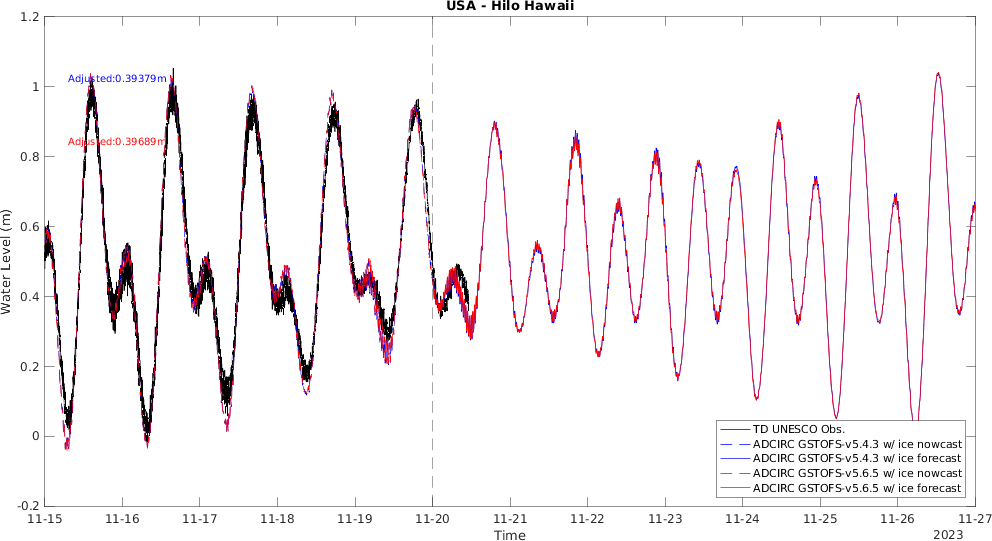 USA - Hilo Hawaii
1.2
1
0.8
0.6
0.4
0.2
0
-0.2
Water Level (m)
Adjusted:0.39379m
Adjusted:0.39689m
TD UNESCO Obs.
ADCIRC GSTOFS-v5.4.3 w/ ice nowcast
ADCIRC GSTOFS-v5.4.3 w/ ice forecast
ADCIRC GSTOFS-v5.6.5 w/ ice nowcast
ADCIRC GSTOFS-v5.6.5 w/ ice forecast
11-15 11-16 11-17 11-18 11-19 11-20 11-21 11-22 11-23 11-24 11-25 11-26 11-27
Time
2023